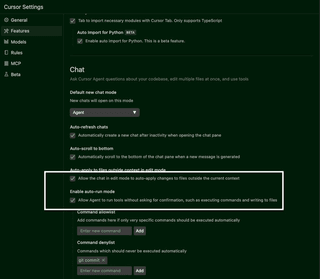 Cursor Settings
General
Features
Models
Rules
MCP
Beta
Tab to import necessary modules with Cursor Tab. Only supports TypeScript
Auto Import for Python BETA
Enable auto import for Python. This is a beta feature.
Chat
Ask Cursor Agent questions about your codebase, edit multiple files at once, and use tools
Default new chat mode
New chats will open on this mode
Agent
Auto-refresh chats
Automatically create a new chat after inactivity when opening the chat pane
Auto-scroll to bottom
Automatically scroll to the bottom of the chat pane when a new message is generated
Auto-apply to files outside context in edit mode
Allow the chat in edit mode to auto-apply changes to files outside the current context
Enable auto-run mode
Allow Agent to run tools without asking for confirmation, such as executing commands and writing to files
Command allowlist
Add commands here if only very specific commands should be executed automatically
Enter new command Add
Command denylist
Commands which should never be executed automatically
git commit ×
Enter new command Add